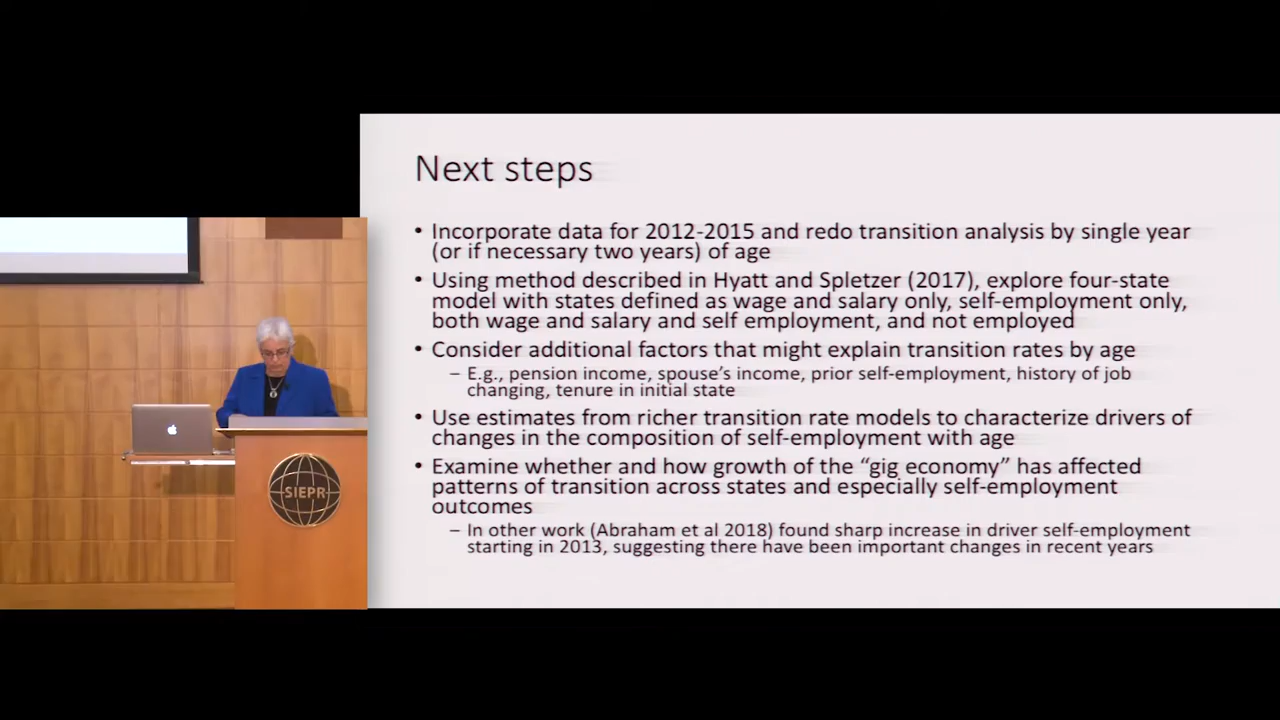 Next steps
• Incorporate data for 2012-2015 and redo transition analysis by single year
(or if necessary two years) of age
• Using method described in Hyatt and Spletzer (2017), explore four-state
model with states defined as wage and salary only, self-employment only,
both wage and salary and self employment, and not employed
• Consider additional factors that might explain transition rates by age
– E.g., pension income, spouse's income, prior self-employment, history of job
changing, tenure in initial state
• Use estimates from richer transition rate models to characterize drivers of
changes in the composition of self-employment with age
• Examine whether and how growth of the “gig economy” has affected
patterns of transition across states and especially self-employment
outcomes
– In other work (Abraham et al 2018) found sharp increase in driver self-employment
starting in 2013, suggesting there have been important changes in recent years
SIEPR